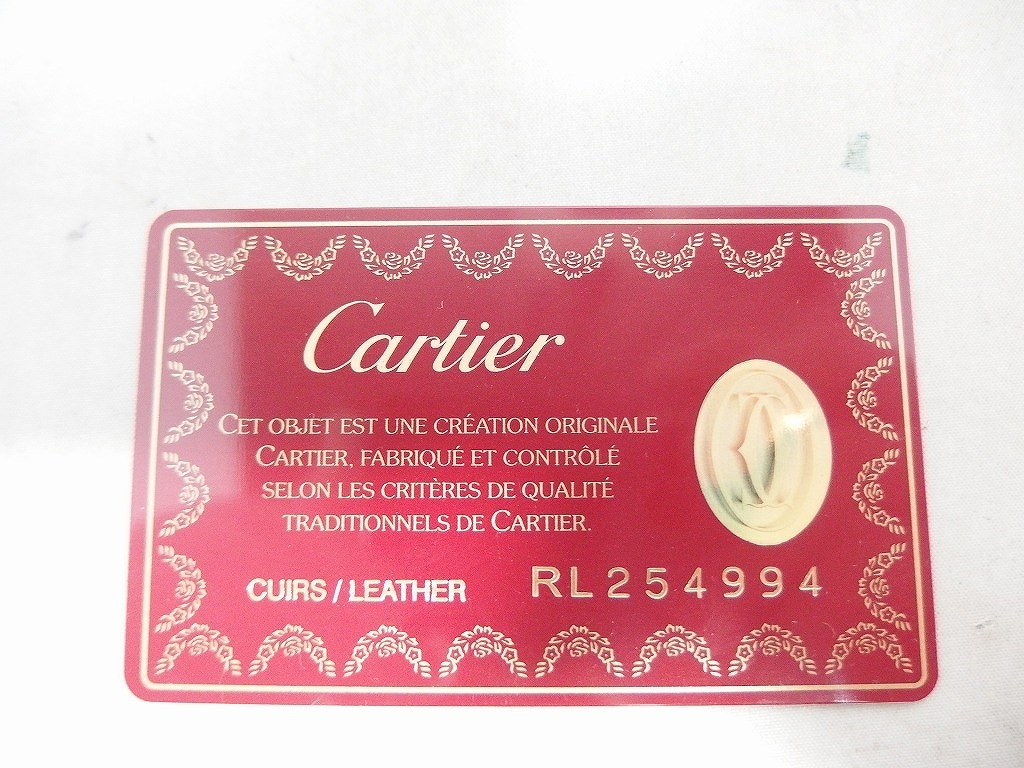 Cartier
CET OBJET EST UNE CRÉATION ORIGINALE
CARTIER, FABRIQUÉ ET CONTRÔLÉ
SELON LES CRITÈRES DE QUALITÉ
TRADITIONNELS DE CARTIER.
CUIRS / LEATHER RL254994